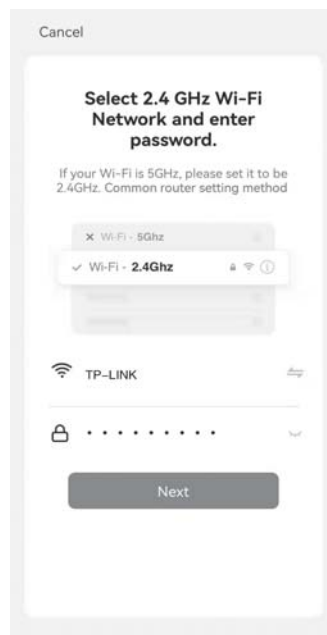 Cancel
Select 2.4 GHz Wi-Fi
Network and enter
password.
If your Wi-Fi is 5GHz, please set it to be
2.4GHz. Common router setting method
Wi-Fi - 5Ghz
Wi-Fi - 2.4Ghz
TP-LINK
Next